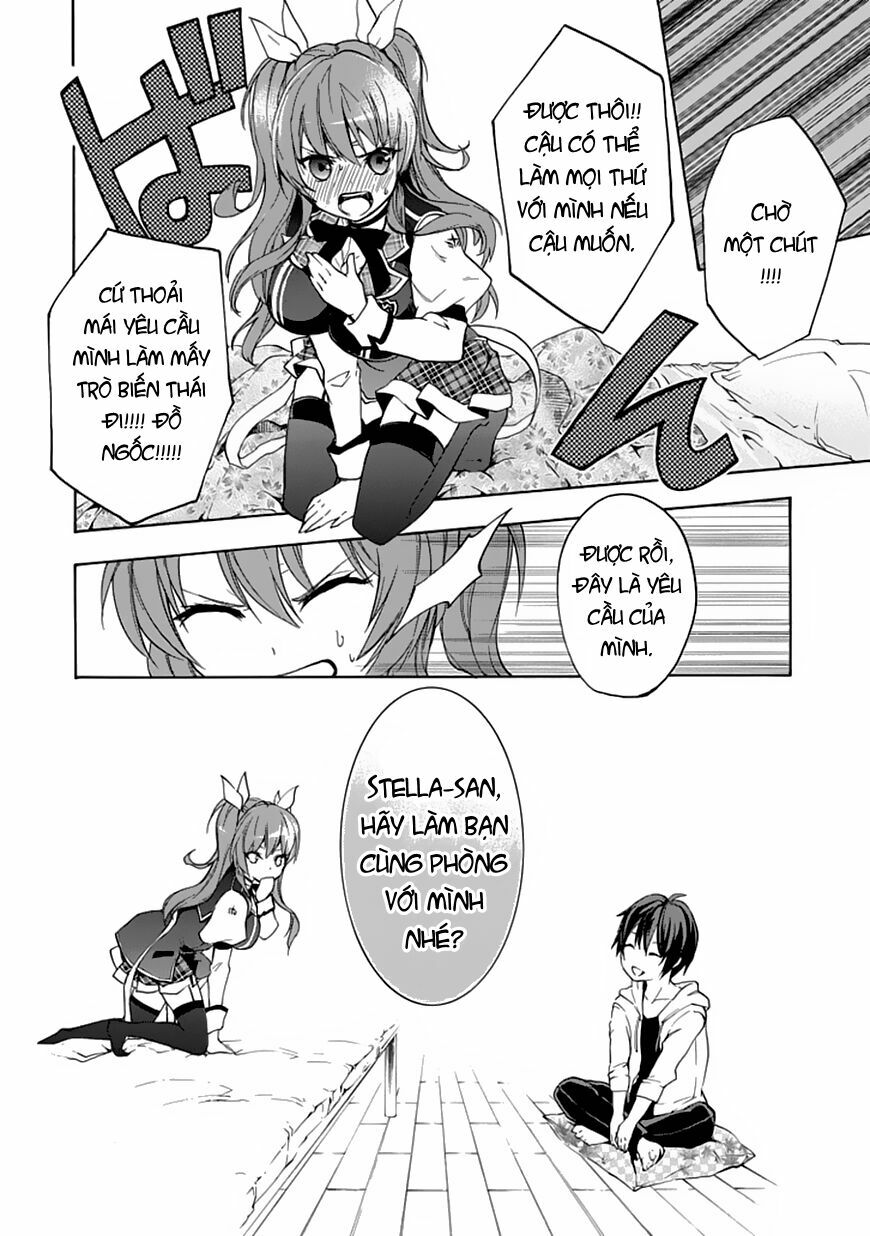 CHỜ
MỘT CHÚT
!!!!
ĐƯỢC THÔI!!
CẬU CÓ THỂ
LÀM MỌI THỨ
VỚI MÌNH NẾU
CẬU MUỐN.
ばん
CỨ THOẢI
MÁI YÊU CẦU
MÌNH LÀM MẤY
TRÒ BIẾN THÁI
ĐI!!!! ĐỒ
NGỐC!!!!!
ĐƯỢC RỒI,
ĐÂY LÀ YÊU
CẦU CỦA
MÌNH.
STELLA-SAN,
HÃY LÀM BẠN
CÙNG PHÒNG
VỚI MÌNH
NHÉ?